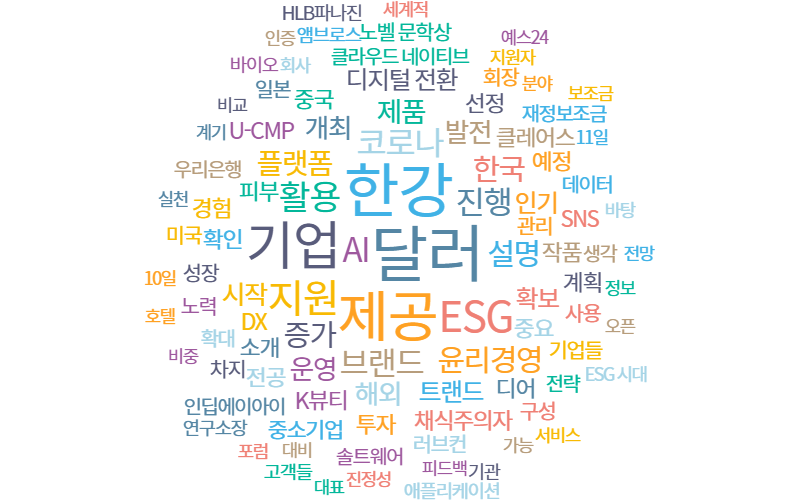 HLB파나진 세계적
인증 앰브로스 노벨 문학상 예스24
바이오 회사 클라우드 네이티브 지원자
일본 중국 디지털 전환 회장 분야 보조금
비교 제품 선정 재정보조금
계기 U-CMP 개최 코로나 발전 클레어스 11일
우리은행 플랫폼 한국 예정
실천 경험 피부 활용 한강 진행 인기 데이터 바탕
미국 확인 기업 AI 달러 설명 관리 SNS 작품 생각 전망
10일 성장 계획 정보
호텔 노력 시작 지원 제공 ESG 확보 사용 오픈
확대 DX 증가 중요
비중 차지 소개 브랜드 윤리경영 기업들
전공 운영 해외 트렌드 디어 전략 ESG 시대
인딥에이아이 K뷰티 채식주의자 구성
연구소장 중소기업 투자 러브컨 가능 서비스
포럼 대비 솔트웨어
고객들 피드백 기관
대표 진정성 애플리케이션